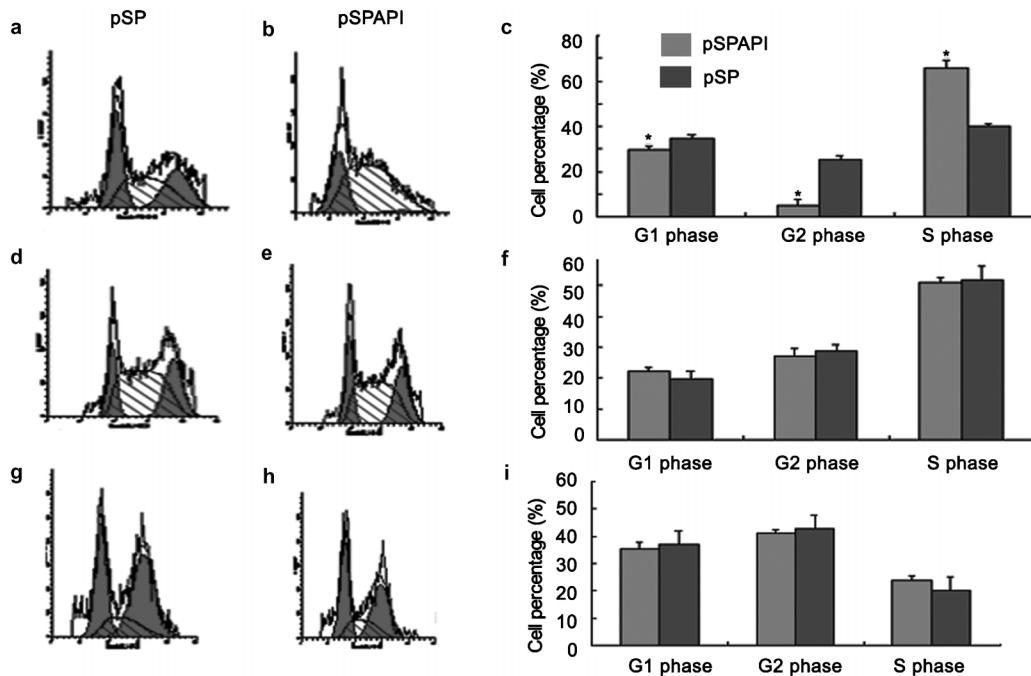 pSP
pSPAPI
a
b
c
Cell percentage (%)
80
60
40
20
0
pSPAPI
pSP
*
*
*
G1 phase
G2 phase
S phase
d
e
f
Cell percentage (%)
60
50
40
30
20
10
0
G1 phase
G2 phase
S phase
g
h
i
Cell percentage (%)
60
50
40
30
20
10
0
G1 phase
G2 phase
S phase